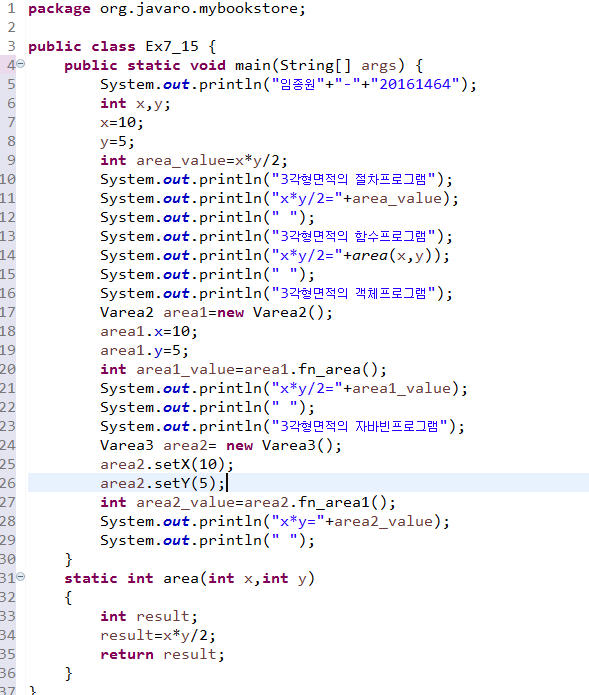 1 package org.javaro.mybookstore;
2
3 public class Ex7_15 {
4 public static void main(String[] args) {
5 System.out.println("임종원"+"-"+"20161464");
6 int x,y;
7 x=10;
8 y=5;
9 int area_value=x*y/2;
10 System.out.println("3각형면적의 절차프로그램");
11 System.out.println("x*y/2="+area_value);
12 System.out.println(" ");
13 System.out.println("3각형면적의 함수프로그램");
14 System.out.println("x*y/2="+area(x,y));
15 System.out.println(" ");
16 System.out.println("3각형면적의 객체프로그램");
17 Varea2 area1=new Varea2();
18 area1.x=10;
19 area1.y=5;
20 int area1_value=area1.fn_area();
21 System.out.println("x*y/2="+area1_value);
22 System.out.println(" ");
23 System.out.println("3각형면적의 자바빈프로그램");
24 Varea3 area2= new Varea3();
25 area2.setX(10);
26 area2.setY(5);
27 int area2_value=area2.fn_area1();
28 System.out.println("x*y="+area2_value);
29 System.out.println(" ");
30 }
31 static int area(int x,int y)
32 {
33 int result;
34 result=x*y/2;
35 return result;
36 }
37 }